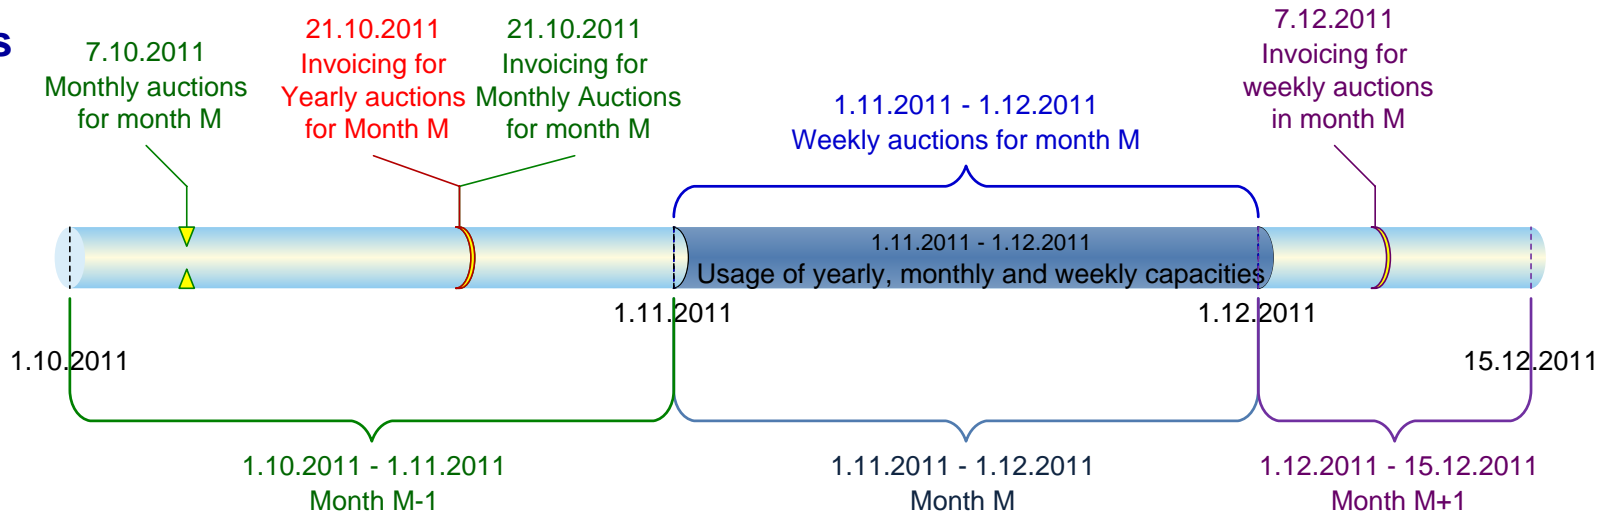 s
7.10.2011
Monthly auctions
for month M
21.10.2011
Invoicing for
Yearly auctions
for Month M
21.10.2011
Invoicing for
Monthly Auctions
for month M
1.11.2011 - 1.12.2011
Weekly auctions for month M
7.12.2011
Invoicing for
weekly auctions
in month M
1.11.2011 - 1.12.2011
Usage of yearly, monthly and weekly capacities
1.10.2011
1.11.2011
1.12.2011
15.12.2011
1.10.2011 - 1.11.2011
Month M-1
1.11.2011 - 1.12.2011
Month M
1.12.2011 - 15.12.2011
Month M+1